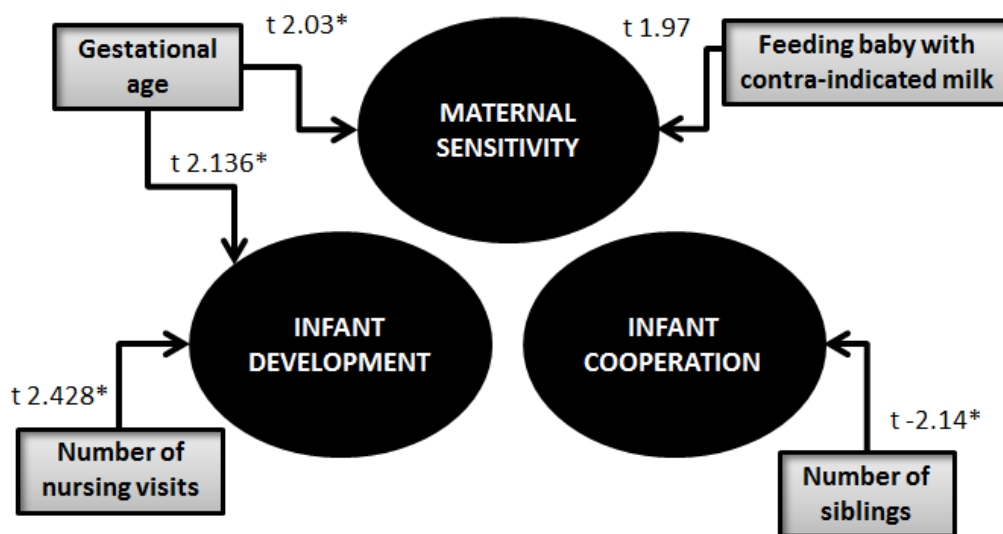 Gestational
age
t 2.03*
t 1.97
Feeding baby with
contra-indicated milk
MATERNAL
SENSITIVITY
t 2.136*
INFANT
DEVELOPMENT
INFANT
COOPERATION
t 2.428*
t -2.14*
Number of
nursing visits
Number of
siblings